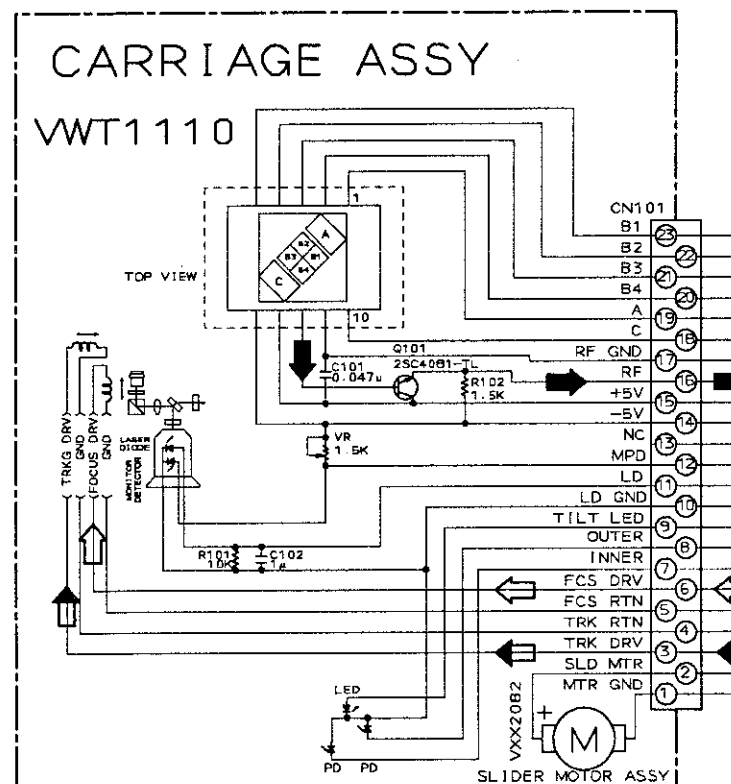 CARRIAGE ASSY
VWT1110
1
CN101
B1 23
B2 22
A
B2
B3 B1
B4
C
B3 21
TOP VIEW
B4 20
A 19
10
C 18
Q101
2SC4081-TL
RF GND 17
C101
0.047u
R102
1.5K
RF 16
+5V 15
-5V 14
VR
1.5K
NC 13
MPD 12
LASER DIODE
MONITOR DETECTOR
TRKG DRV
GND
FOCUS DRV
GND
LD 11
LD GND 10
TILT LED 9
OUTER 8
R101
10K
C102
1μ
INNER 7
FCS DRV 6
FCS RTN 5
TRK RTN 4
TRK DRV 3
SLD MTR 2
MTR GND 1
LED
VXX2082
+
M
PD PD
SLIDER MOTOR ASSY